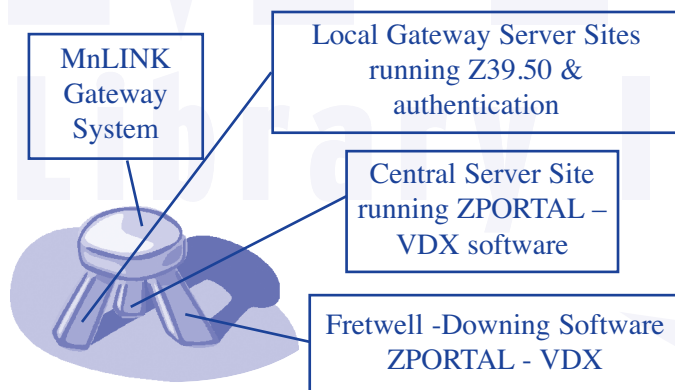 MnLINK
Gateway
System
Local Gateway Server Sites
running Z39.50 &
authentication
Central Server Site
running ZPORTAL –
VDX software
Fretwell -Downing Software
ZPORTAL - VDX
Library I